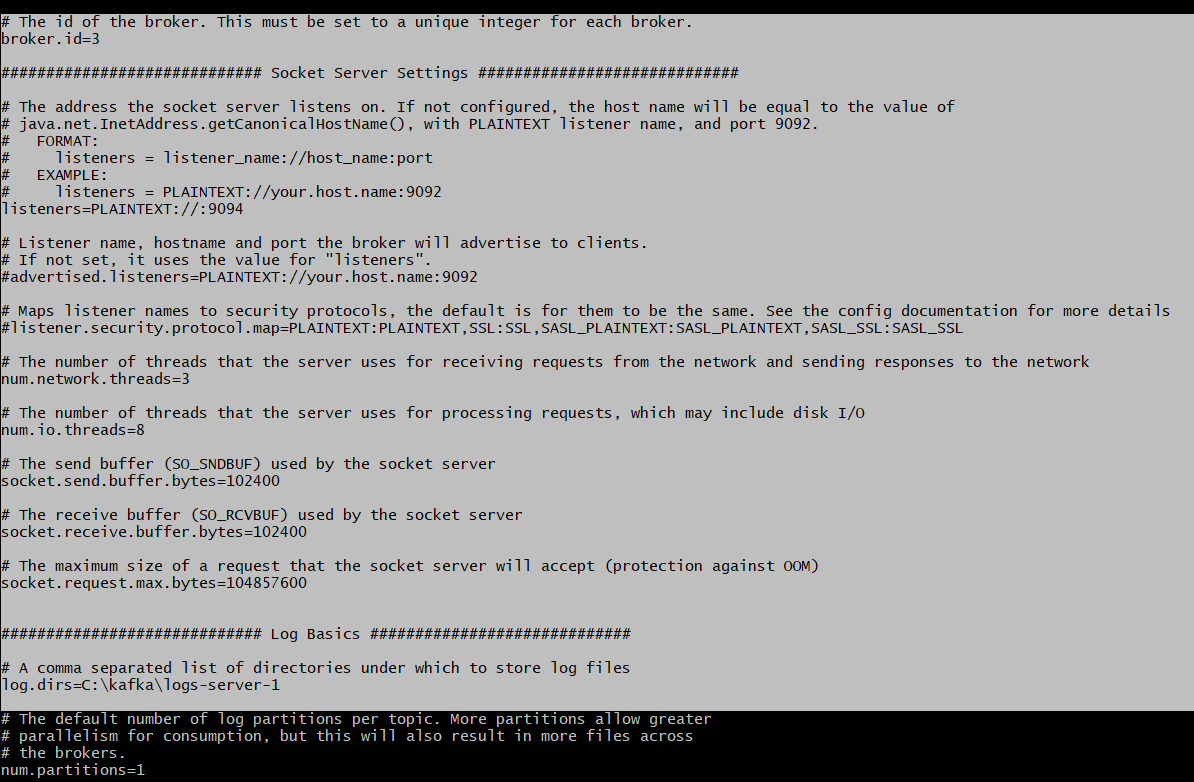 # The id of the broker. This must be set to a unique integer for each broker.
broker.id=3
############################# Socket Server Settings #############################
# The address the socket server listens on. If not configured, the host name will be equal to the value of
# java.net.InetAddress.getCanonicalHostName(), with PLAINTEXT listener name, and port 9092.
#   FORMAT:
#     listeners = listener_name://host_name:port
#   EXAMPLE:
#     listeners = PLAINTEXT://your.host.name:9092
listeners=PLAINTEXT://:9094
# Listener name, hostname and port the broker will advertise to clients.
# If not set, it uses the value for "listeners".
#advertised.listeners=PLAINTEXT://your.host.name:9092
# Maps listener names to security protocols, the default is for them to be the same. See the config documentation for more details
#listener.security.protocol.map=PLAINTEXT:PLAINTEXT,SSL:SSL,SASL_PLAINTEXT:SASL_PLAINTEXT,SASL_SSL:SASL_SSL
# The number of threads that the server uses for receiving requests from the network and sending responses to the network
num.network.threads=3
# The number of threads that the server uses for processing requests, which may include disk I/O
num.io.threads=8
# The send buffer (SO_SNDBUF) used by the socket server
socket.send.buffer.bytes=102400
# The receive buffer (SO_RCVBUF) used by the socket server
socket.receive.buffer.bytes=102400
# The maximum size of a request that the socket server will accept (protection against OOM)
socket.request.max.bytes=104857600
############################# Log Basics #############################
# A comma separated list of directories under which to store log files
log.dirs=C:\kafka\logs-server-1
# The default number of log partitions per topic. More partitions allow greater
# parallelism for consumption, but this will also result in more files across
# the brokers.
num.partitions=1